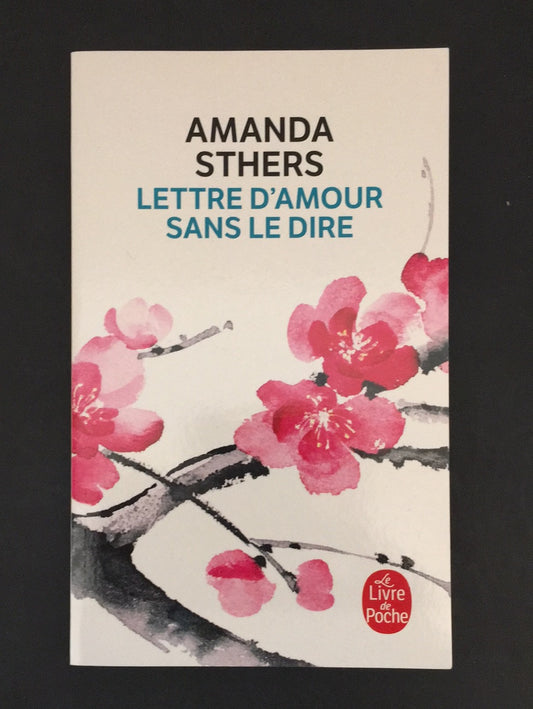 AMANDA
STHERS
LETTRE D'AMOUR
SANS LE DIRE
Le
Livre
de
Poche